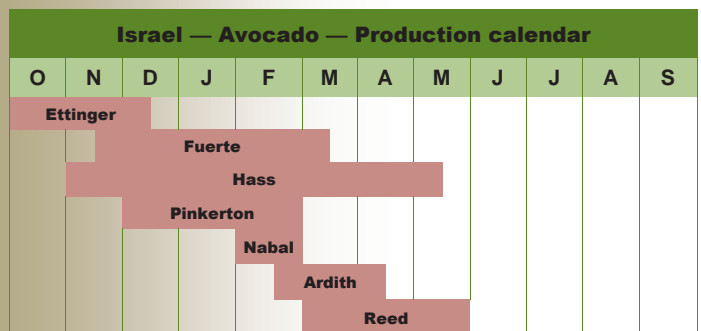 Israel — Avocado — Production calendar
O N D J F M A M J J A S
Ettinger
Fuerte
Hass
Pinkerton
Nabal
Ardith
Reed